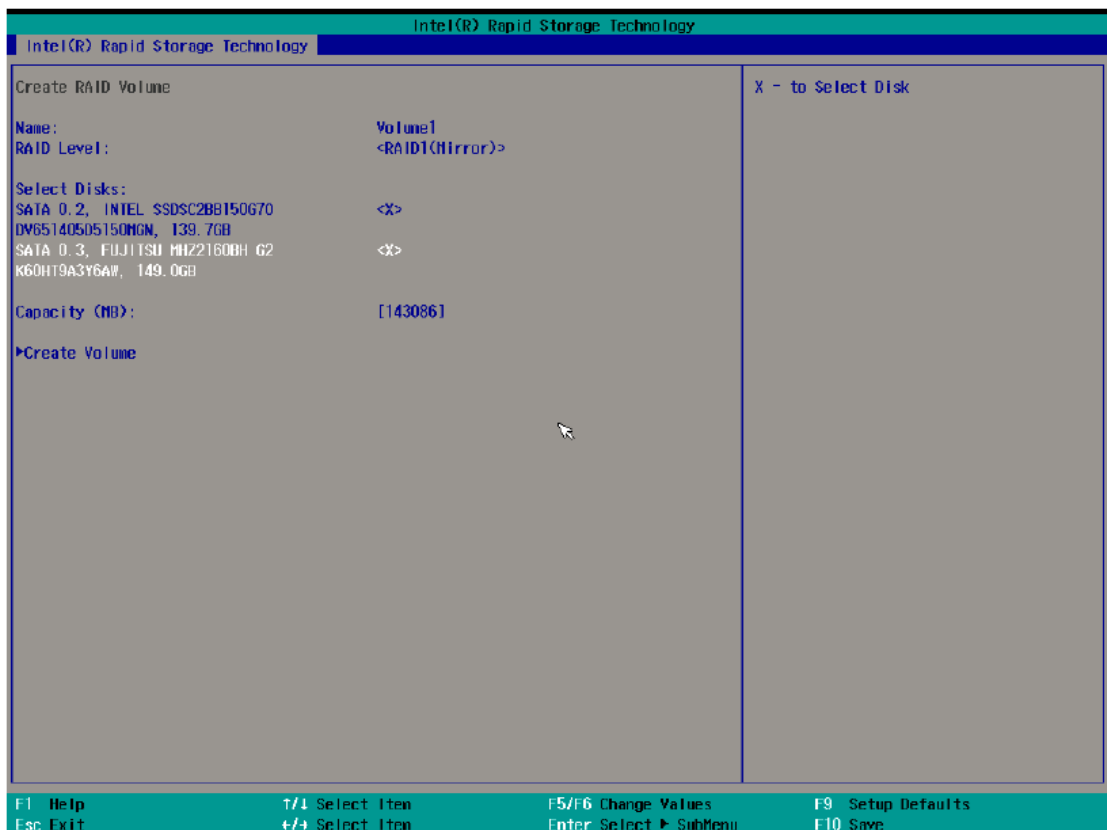 Intel(R) Rapid Storage Technology
Intel(R) Rapid Storage Technology
Create RAID Volume
X - to Select Disk
Name: Volume1
RAID Level: <RAID1(Mirror)>
Select Disks:
SATA 0.2, INTEL SSDSC2BB150G70 <X>
DV651405D5150MGN, 139.7GB
SATA 0.3, FUJITSU MHZ2160BH G2 <X>
K60HT9A3Y6AW, 149.0GB
Capacity (MB): [143086]
▶Create Volume
F1 Help ↑/↓ Select Item F5/F6 Change Values F9 Setup Defaults
Esc Exit ←/→ Select Item Enter Select ▶ SubMenu F10 Save